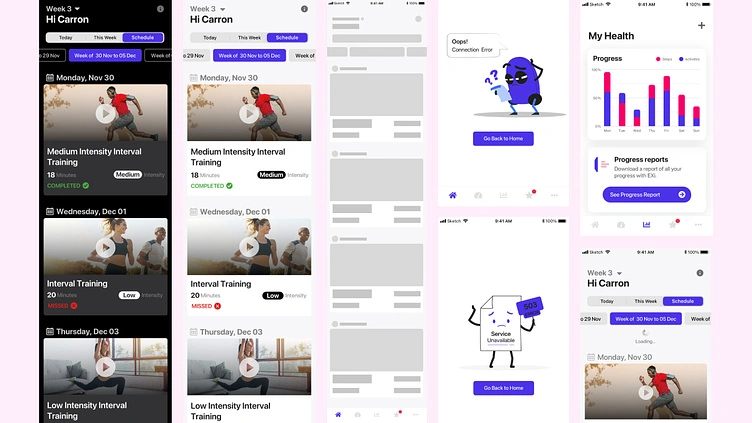 Week 3
Hi Carron
Today
This Week
Schedule
o 29 Nov
Week of 30 Nov to 05 Dec
Week of
Monday, Nov 30
Medium Intensity Interval
Training
18 Minutes
Medium
Intensity
COMPLETED
Wednesday, Dec 01
Interval Training
20 Minutes
Low
Intensity
MISSED
Thursday, Dec 03
Low Intensity Interval
Training
Week 3
Hi Carron
Today
This Week
Schedule
o 29 Nov
Week of 30 Nov to 05 Dec
Week of
Monday, Nov 30
Medium Intensity Interval
Training
18 Minutes
Medium
Intensity
COMPLETED
Wednesday, Dec 01
Interval Training
20 Minutes
Low
Intensity
MISSED
Thursday, Dec 03
Low Intensity Interval
Training
Sketch
9:41 AM
100%
Oops!
Connection Error
??
Go Back to Home
Sketch
9:41 AM
100%
503
Service
Unavailable
Go Back to Home
Sketch
9:41 AM
100%
My Health
Progress
Steps
Activities
100%
50%
0%
Mon
Tue
Wed
Thu
Fri
Sat
Sun
Progress reports
Download a report of all your
progress with EXi.
See Progress Report
Sketch
9:41 AM
100%
Week 3
Hi Carron
Today
This Week
Schedule
o 29 Nov
Week of 30 Nov to 05 Dec
Week of
Loading..
Monday, Nov 30